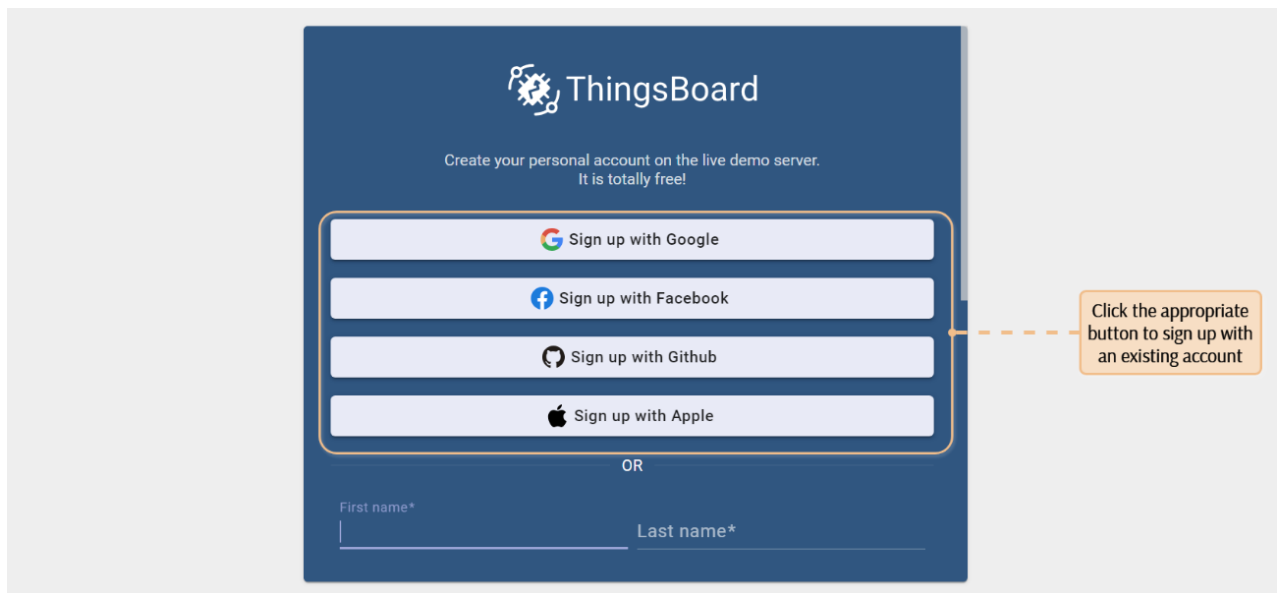 ThingsBoard
Create your personal account on the live demo server.
It is totally free!
Sign up with Google
Sign up with Facebook
Sign up with Github
Sign up with Apple
OR
First name*
Last name*
Click the appropriate
button to sign up with
an existing account